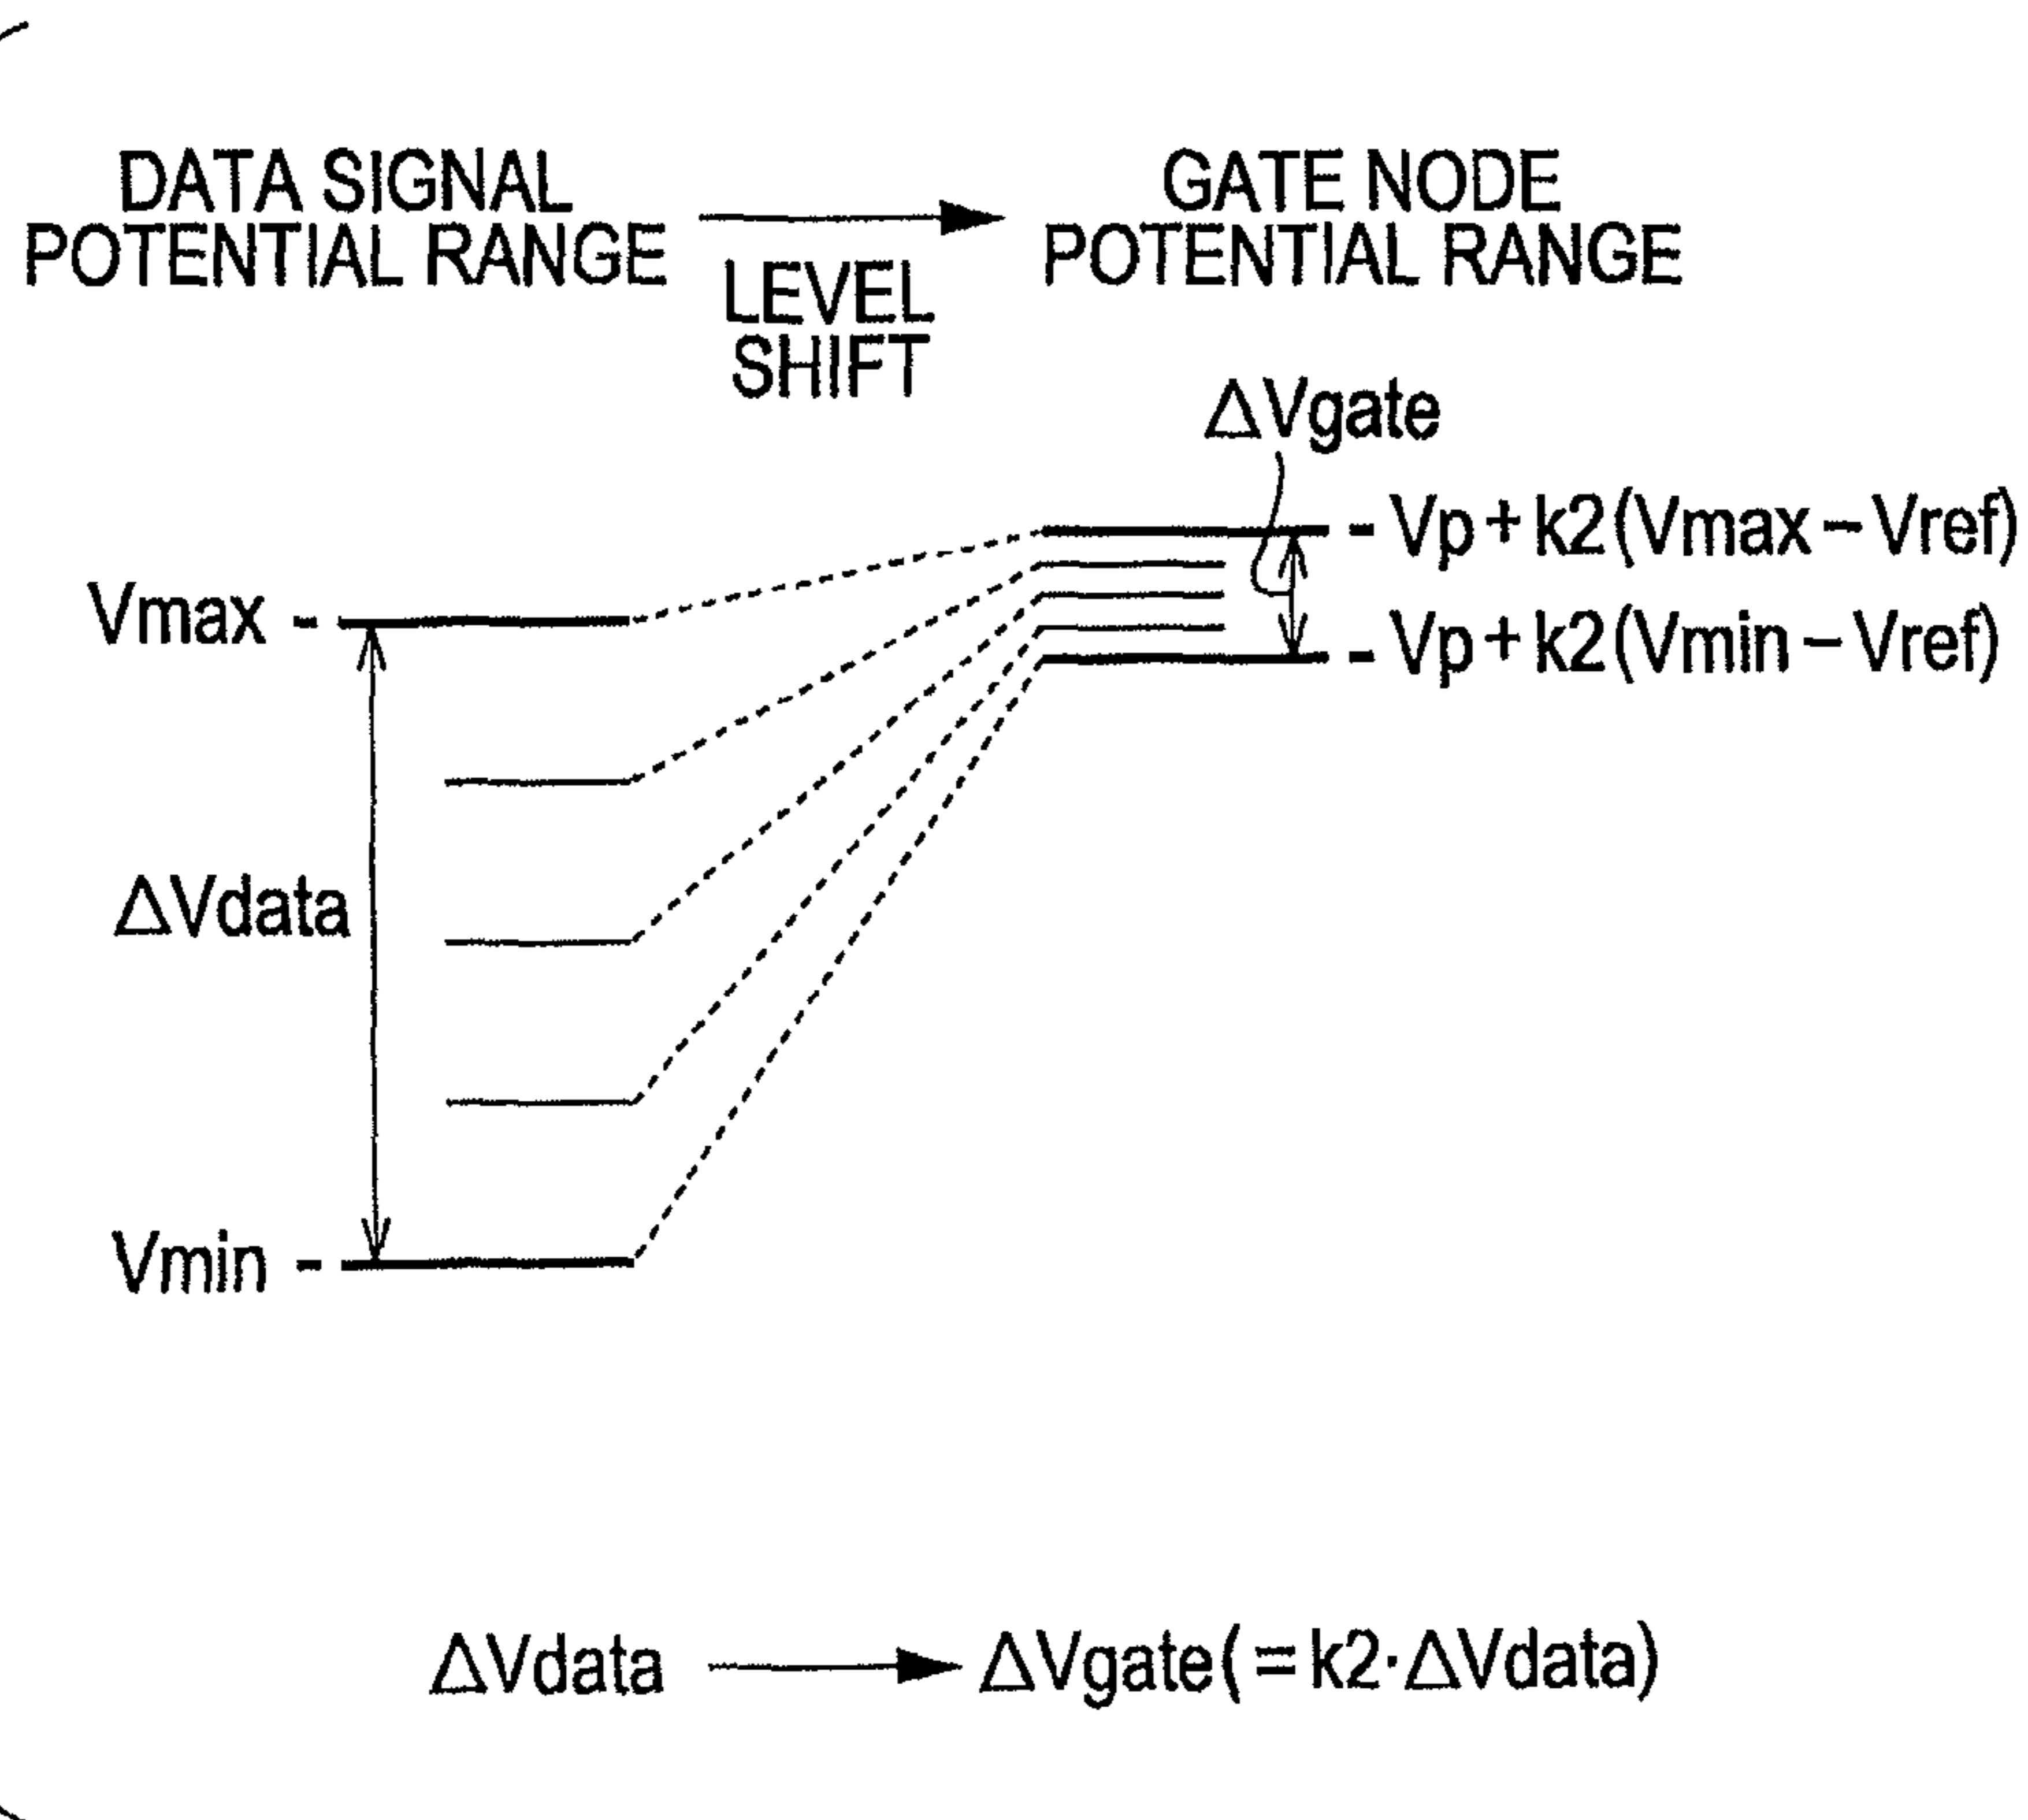 DATA SIGNAL
POTENTIAL RANGE
LEVEL
SHIFT
GATE NODE
POTENTIAL RANGE
ΔVgate
Vp+k2(Vmax−Vref)
Vmax
Vp+k2(Vmin−Vref)
ΔVdata
Vmin
ΔVdata
ΔVgate(=k2·ΔVdata)